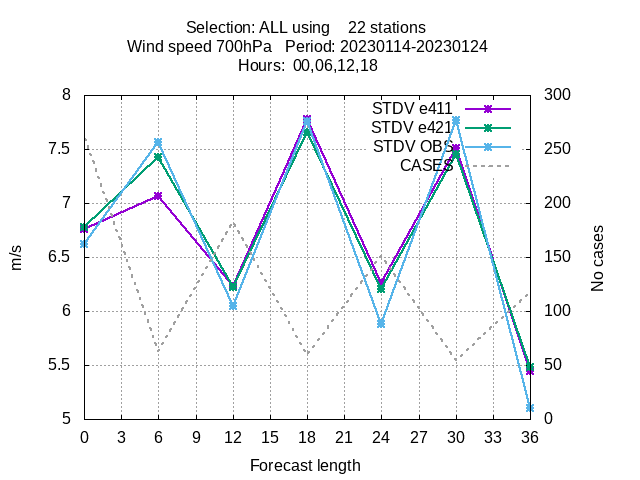 Selection: ALL using 22 stations
Wind speed 700hPa Period: 20230114-20230124
Hours: 00,06,12,18
8
7.5
7
6.5
6
5.5
5
m/s
STDV e411
STDV e421
STDV OBS
CASES
300
250
200
150
100
50
0
No cases
0 3 6 9 12 15 18 21 24 27 30 33 36
Forecast length